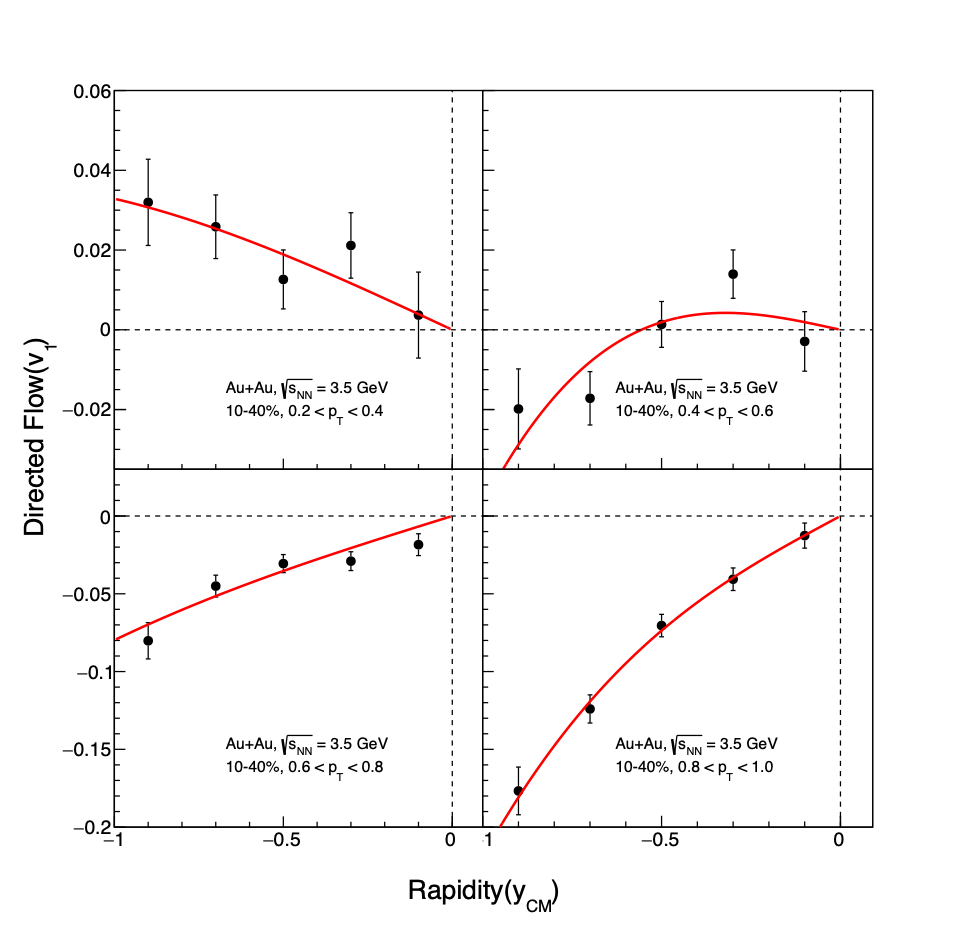 0.06
0.04
0.02
0
−0.02
Au+Au, √sNN = 3.5 GeV
10-40%, 0.2 < pT < 0.4
Au+Au, √sNN = 3.5 GeV
10-40%, 0.4 < pT < 0.6
Directed Flow(v1)
0
−0.05
−0.1
−0.15
−0.2
Au+Au, √sNN = 3.5 GeV
10-40%, 0.6 < pT < 0.8
Au+Au, √sNN = 3.5 GeV
10-40%, 0.8 < pT < 1.0
−1 −0.5 0 1 −0.5 0
Rapidity(yCM)